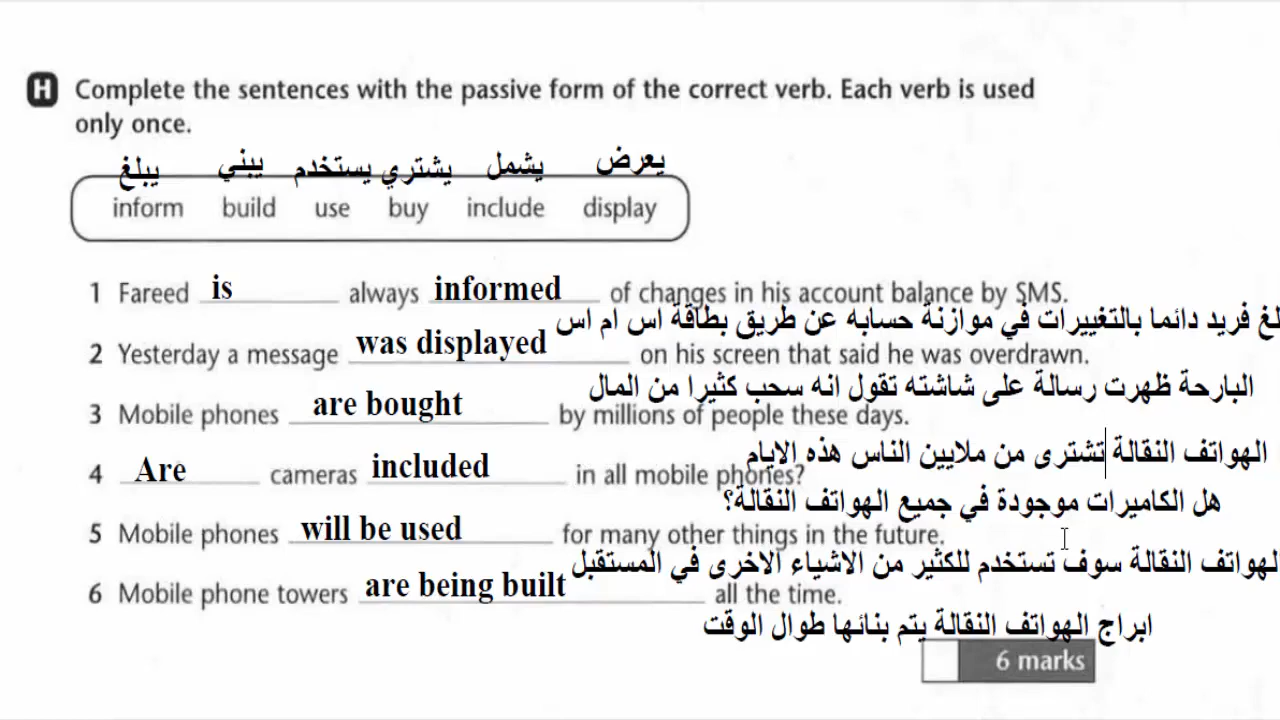 H Complete the sentences with the passive form of the correct verb. Each verb is used
only once.
يبلغ يبني يستخدم يشتري يشمل يعرض
inform build use buy include display
1 Fareed is always informed of changes in his account balance by SMS.
فريد دائما بالتغييرات في موازنة حسابه عن طريق بطاقة اس ام اس
2 Yesterday a message was displayed on his screen that said he was overdrawn.
البارحة ظهرت رسالة على شاشته تقول انه سحب كثيرا من المال
3 Mobile phones are bought by millions of people these days.
الهواتف النقالة تشترى من ملايين الناس هذه الايام
4 Are cameras included in all mobile phones?
هل الكاميرات موجودة في جميع الهواتف النقالة؟
5 Mobile phones will be used for many other things in the future.
لهواتف النقالة سوف تستخدم للكثير من الاشياء الاخرى في المستقبل
6 Mobile phone towers are being built all the time.
ابراج الهواتف النقالة يتم بنائها طوال الوقت
6 marks